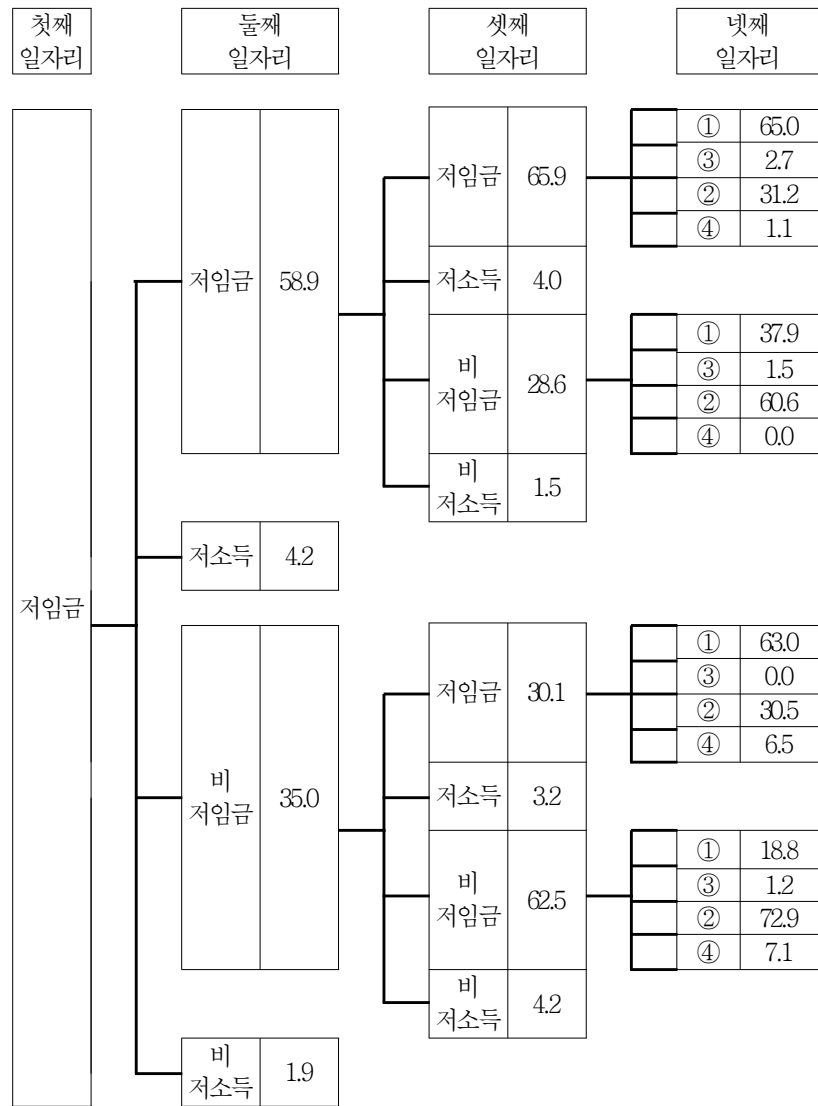 첫째
일자리
둘째
일자리
셋째
일자리
넷째
일자리
저임금
저임금 58.9
저임금 65.9
① 65.0
③ 2.7
② 31.2
④ 1.1
저소득 4.0
비
저임금 28.6
① 37.9
③ 1.5
② 60.6
④ 0.0
비
저소득 1.5
저소득 4.2
비
저임금 35.0
저임금 30.1
① 63.0
③ 0.0
② 30.5
④ 6.5
저소득 3.2
비
저임금 62.5
① 18.8
③ 1.2
② 72.9
④ 7.1
비
저소득 4.2
비
저소득 1.9